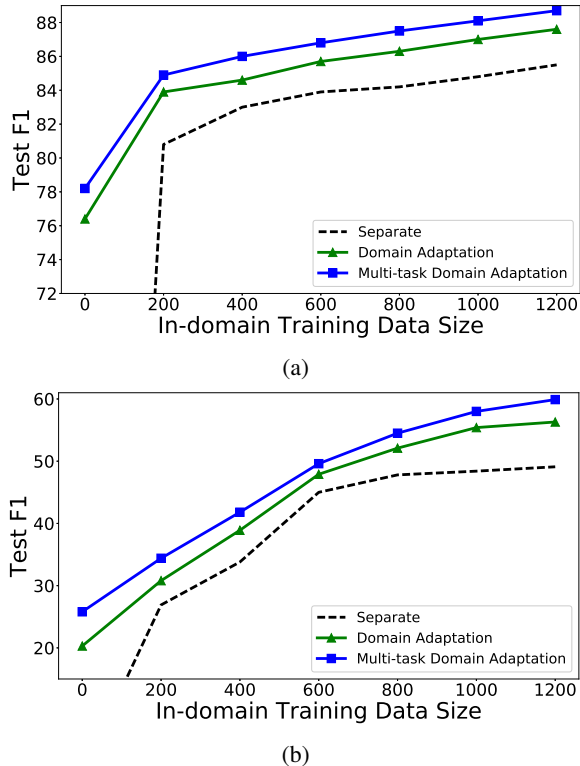 88
86
84
82
80
78
76
74
72
Test F1
Separate
Domain Adaptation
Multi-task Domain Adaptation
0 200 400 600 800 1000 1200
In-domain Training Data Size
(a)
60
50
40
30
20
Test F1
Separate
Domain Adaptation
Multi-task Domain Adaptation
0 200 400 600 800 1000 1200
In-domain Training Data Size
(b)